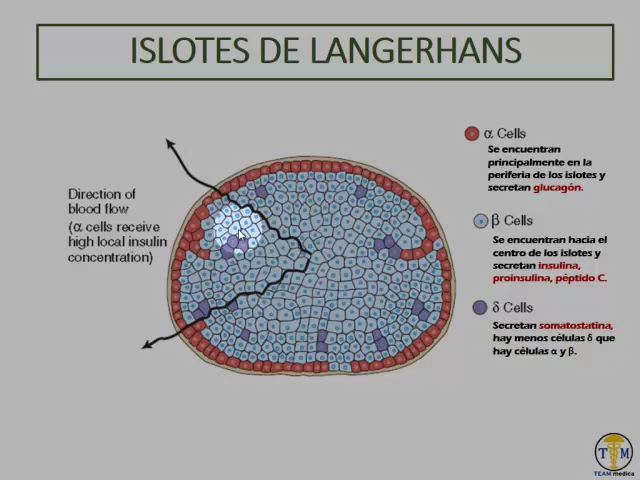 ISLOTES DE LANGERHANS
Direction of
blood flow
(α cells receive
high local insulin
concentration)
α Cells
Se encuentran
principalmente en la
periferia de los islotes y
secretan glucagón.
β Cells
Se encuentran hacia el
centro de los islotes y
secretan insulina,
proinsulina, péptido C.
δ Cells
Secretan somatostatina,
hay menos células δ que
hay células α y β.
T M
TEAM medica